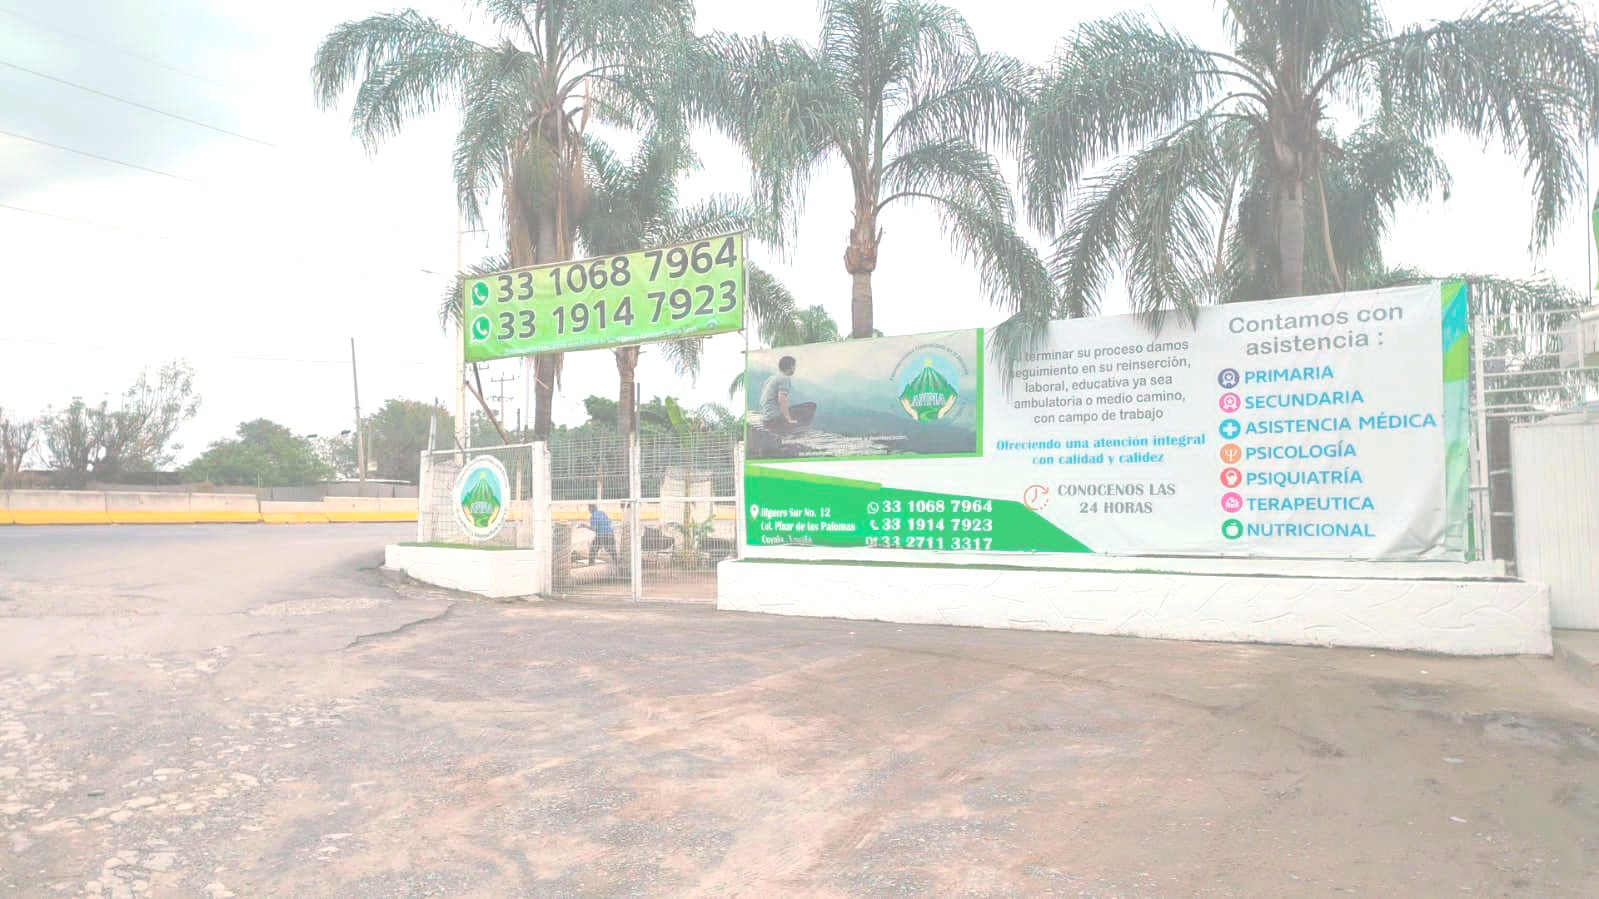 33 1068 7964
33 1914 7923
terminar su proceso damos
seguimiento en su reinserción,
laboral, educativa ya sea
ambulatoria o medio camino,
con campo de trabajo
Ofreciendo una atención integral
con calidad y calidez
CONOCENOS LAS
24 HORAS
Contamos con
asistencia :
PRIMARIA
SECUNDARIA
ASISTENCIA MÉDICA
PSICOLOGÍA
PSIQUIATRÍA
TERAPEUTICA
NUTRICIONAL
Higuera Sur No. 12
Col. Pinar de las Palomas
33 1068 7964
33 1914 7923
33 2711 3317